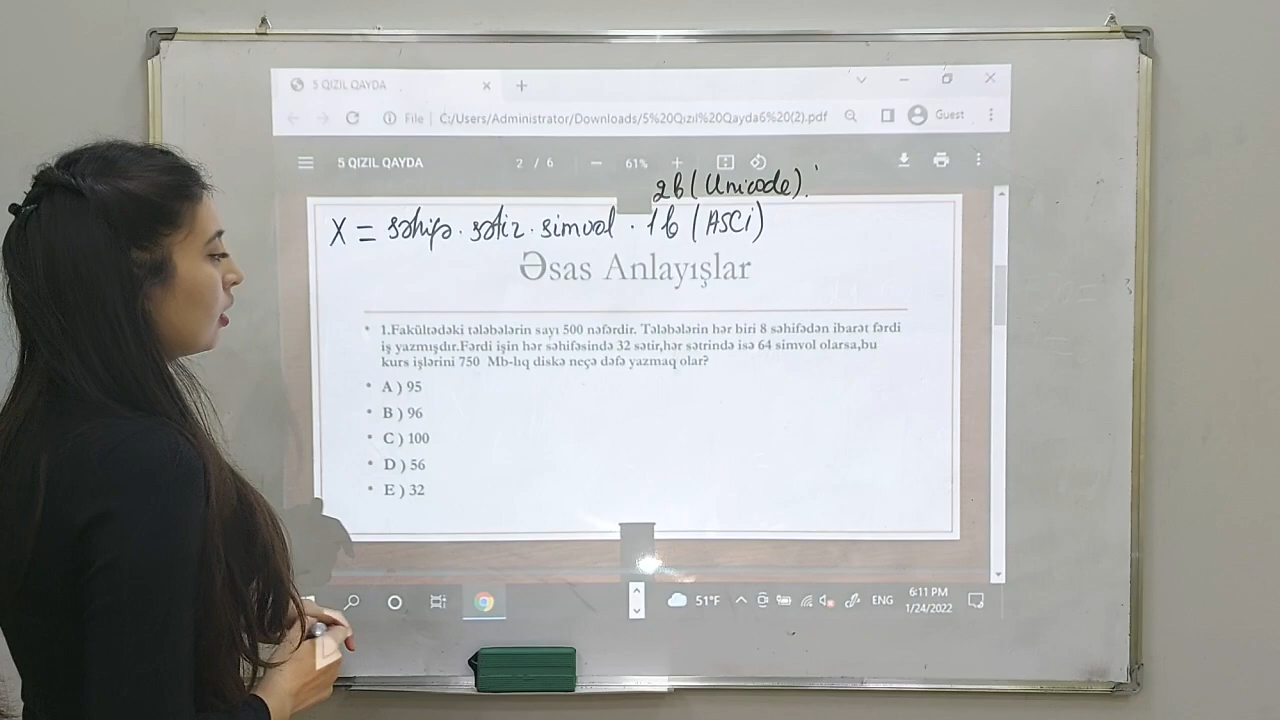 5 QIZIL QAYDA
File | C:/Users/Administrator/Downloads/5%20Qızıl%20Qayda6%20(2).pdf
Guest
5 QIZIL QAYDA 2 / 6 61%
2b (Unicode).
X = səhifə · sətir · simvol · 1b (ASCi)
Əsas Anlayışlar
• 1.Fakültədəki tələbələrin sayı 500 nəfərdir. Tələbələrin hər biri 8 səhifədən ibarət fərdi
iş yazmışdır.Fərdi işin hər səhifəsində 32 sətir,hər sətrində isə 64 simvol olarsa,bu
kurs işlərini 750 Mb-lıq diskə neçə dəfə yazmaq olar?
• A ) 95
• B ) 96
• C ) 100
• D ) 56
• E ) 32
51°F ENG 6:11 PM
1/24/2022